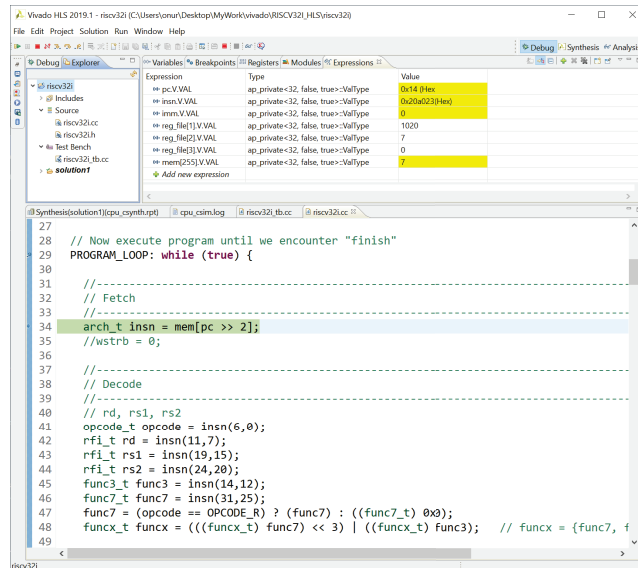 Vivado HLS 2019.1 - riscv32i (C:\Users\onur\Desktop\MyWork\vivado\RISCV32I_HLS\riscv32i)
File Edit Project Solution Run Window Help
Debug Synthesis Analysis
Debug Explorer
riscv32i
Includes
Source
riscv32i.cc
riscv32i.h
Test Bench
riscv32i_tb.cc
solution1
Variables Breakpoints Registers Modules Expressions
Expression Type Value
pc.V.VAL ap_private<32, false, true>::ValType 0x14 (Hex
insn.V.VAL ap_private<32, false, true>::ValType 0x20a023(Hex)
imm.V.VAL ap_private<32, false, true>::ValType 0
reg_file[1].V.VAL ap_private<32, false, true>::ValType 1020
reg_file[2].V.VAL ap_private<32, false, true>::ValType 7
reg_file[3].V.VAL ap_private<32, false, true>::ValType 0
mem[255].V.VAL ap_private<32, false, true>::ValType 7
Add new expression
Synthesis(solution1)(cpu_csynth.rpt) cpu_csim.log riscv32i_tb.cc riscv32i.cc
27
28 // Now execute program until we encounter "finish"
29 PROGRAM_LOOP: while (true) {
30
31 //----------------------------------------------------------------------
32 // Fetch
33 //----------------------------------------------------------------------
34 arch_t insn = mem[pc >> 2];
35 //wstrb = 0;
36
37 //----------------------------------------------------------------------
38 // Decode
39 //----------------------------------------------------------------------
40 // rd, rs1, rs2
41 opcode_t opcode = insn(6,0);
42 rfi_t rd = insn(11,7);
43 rfi_t rs1 = insn(19,15);
44 rfi_t rs2 = insn(24,20);
45 func3_t func3 = insn(14,12);
46 func7_t func7 = insn(31,25);
47 func7 = (opcode == OPCODE_R) ? (func7) : ((func7_t) 0x0);
48 funcx_t funcx = (((funcx_t) func7) << 3) | ((funcx_t) func3); // funcx = {func7, f
49
riscv32i